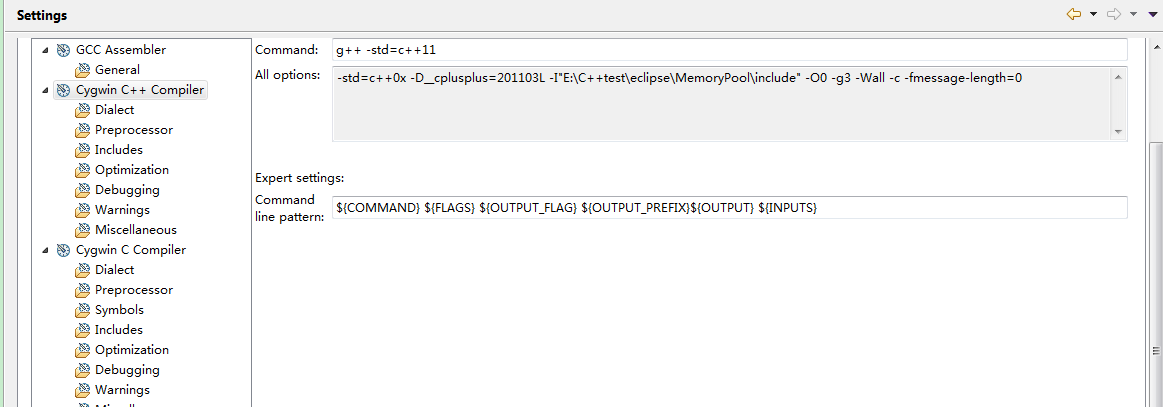 Settings
GCC Assembler
General
Cygwin C++ Compiler
Dialect
Preprocessor
Includes
Optimization
Debugging
Warnings
Miscellaneous
Cygwin C Compiler
Dialect
Preprocessor
Symbols
Includes
Optimization
Debugging
Warnings
Command: g++ -std=c++11
All options: -std=c++0x -D__cplusplus=201103L -I"E:\C++test\eclipse\MemoryPool\include" -O0 -g3 -Wall -c -fmessage-length=0
Expert settings:
Command
line pattern: ${COMMAND} ${FLAGS} ${OUTPUT_FLAG} ${OUTPUT_PREFIX}${OUTPUT} ${INPUTS}